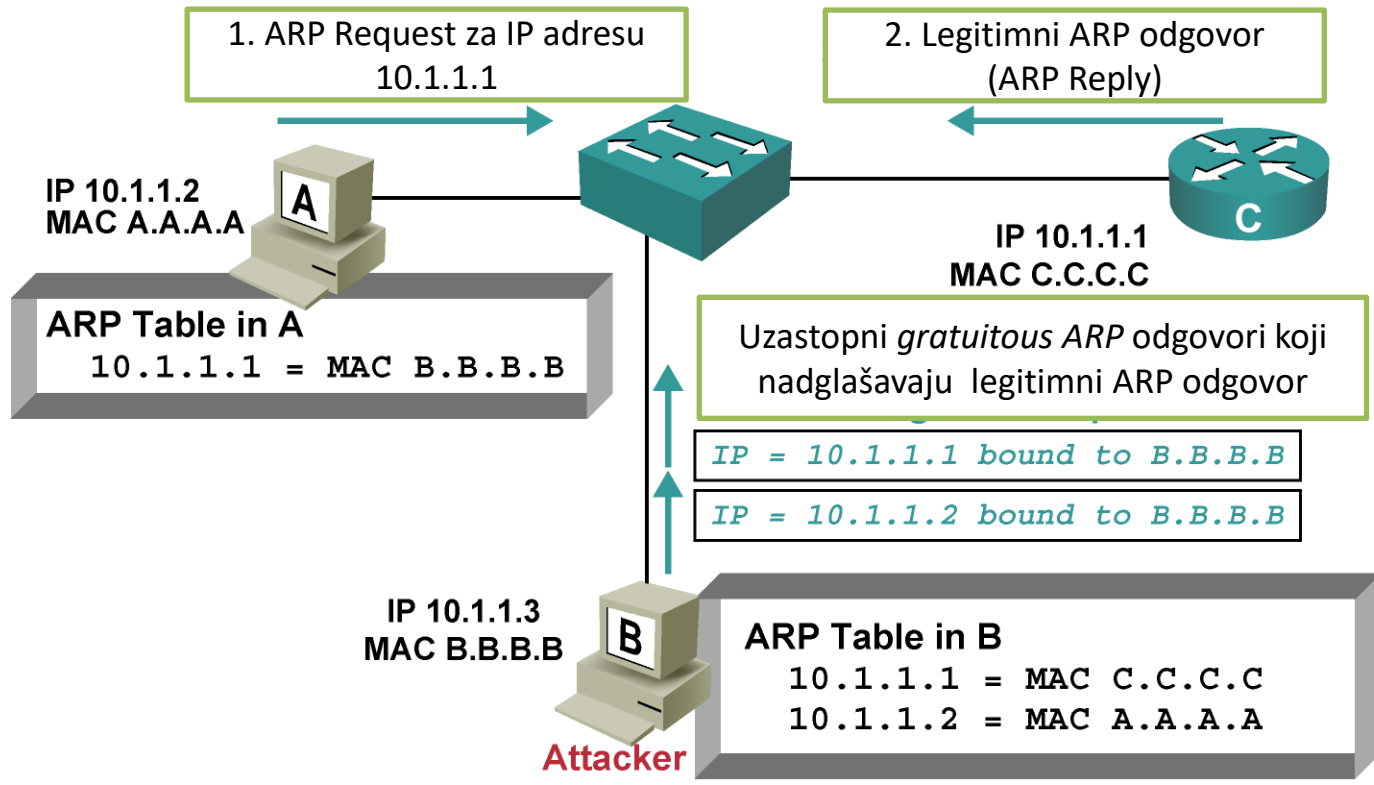 1. ARP Request za IP adresu
10.1.1.1
2. Legitimni ARP odgovor
(ARP Reply)
A
IP 10.1.1.2
MAC A.A.A.A
C
IP 10.1.1.1
MAC C.C.C.C
ARP Table in A
10.1.1.1 = MAC B.B.B.B
Uzastopni gratuitous ARP odgovori koji
nadglašavaju legitimni ARP odgovor
IP = 10.1.1.1 bound to B.B.B.B
IP = 10.1.1.2 bound to B.B.B.B
IP 10.1.1.3
MAC B.B.B.B
B
Attacker
ARP Table in B
10.1.1.1 = MAC C.C.C.C
10.1.1.2 = MAC A.A.A.A